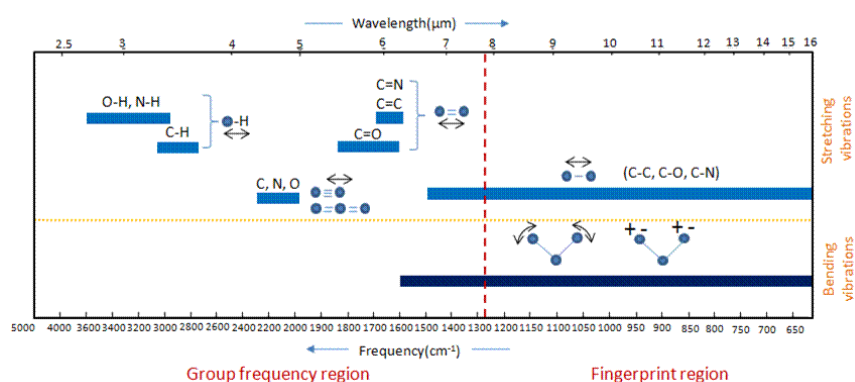 Wavelength(μm)
2.5 3 4 5 6 7 8 9 10 11 12 13 14 15 16
O-H, N-H
C-H
-H
C=N
C=C
C=O
C, N, O
(C-C, C-O, C-N)
Stretching vibrations
+ - + -
Bending vibrations
5000 4000 3600 3400 3200 3000 2800 2600 2400 2200 2000 1900 1800 1700 1600 1500 1400 1300 1200 1100 1000 950 900 850 800 750 700 650
Frequency(cm⁻¹)
Group frequency region
Fingerprint region